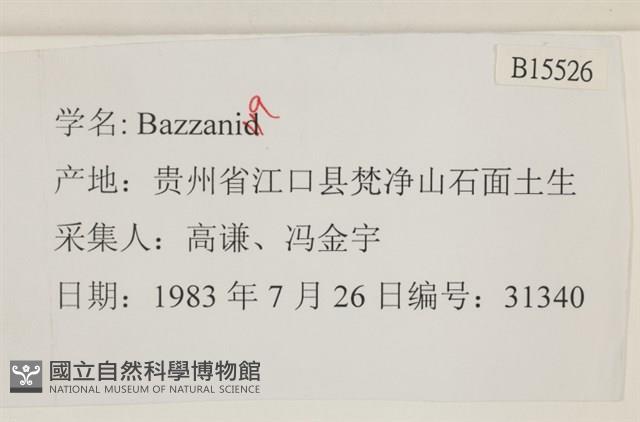 B15526
学名: Bazzanid
a
产地：贵州省江口县梵净山石面土生
采集人：高谦、冯金宇
日期：1983 年 7 月 26 日编号：31340
國立自然科學博物館
NATIONAL MUSEUM OF NATURAL SCIENCE